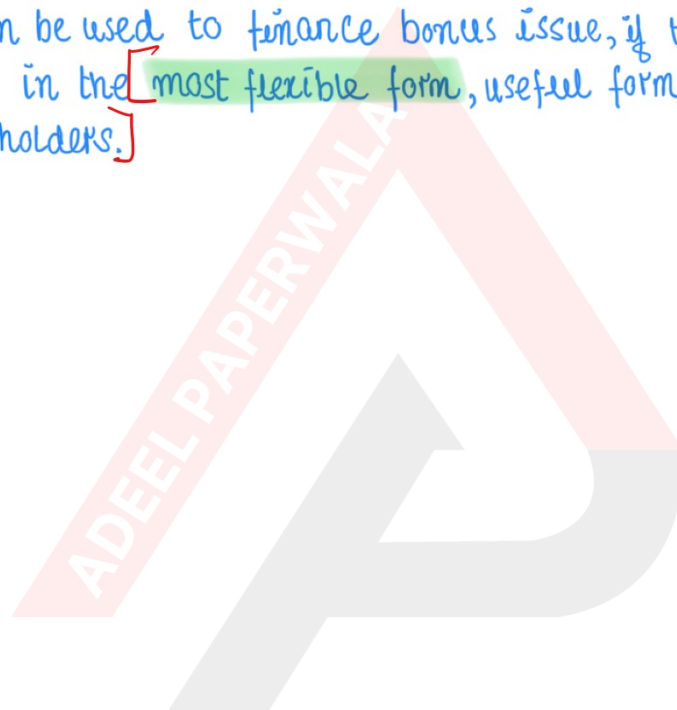 n be used to finance bonus issue, if t
in the [most flexible form, useful form
holders.]
ADEEL PAPERWALA